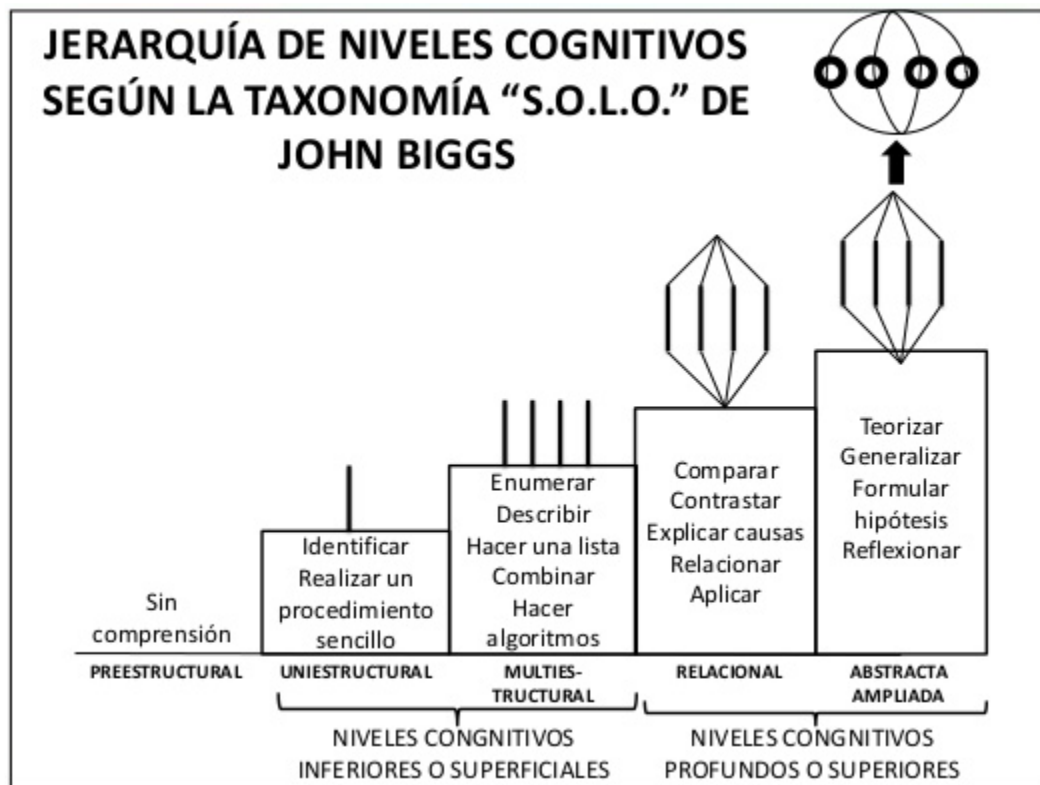 JERARQUÍA DE NIVELES COGNITIVOS
SEGÚN LA TAXONOMÍA “S.O.L.O.” DE
JOHN BIGGS
Sin
comprensión
PREESTRUCTURAL
Identificar
Realizar un
procedimiento
sencillo
UNIESTRUCTURAL
Enumerar
Describir
Hacer una lista
Combinar
Hacer
algoritmos
MULTIES-
TRUCTURAL
Comparar
Contrastar
Explicar causas
Relacionar
Aplicar
RELACIONAL
Teorizar
Generalizar
Formular
hipótesis
Reflexionar
ABSTRACTA
AMPLIADA
NIVELES CONGNITIVOS
INFERIORES O SUPERFICIALES
NIVELES CONGNITIVOS
PROFUNDOS O SUPERIORES